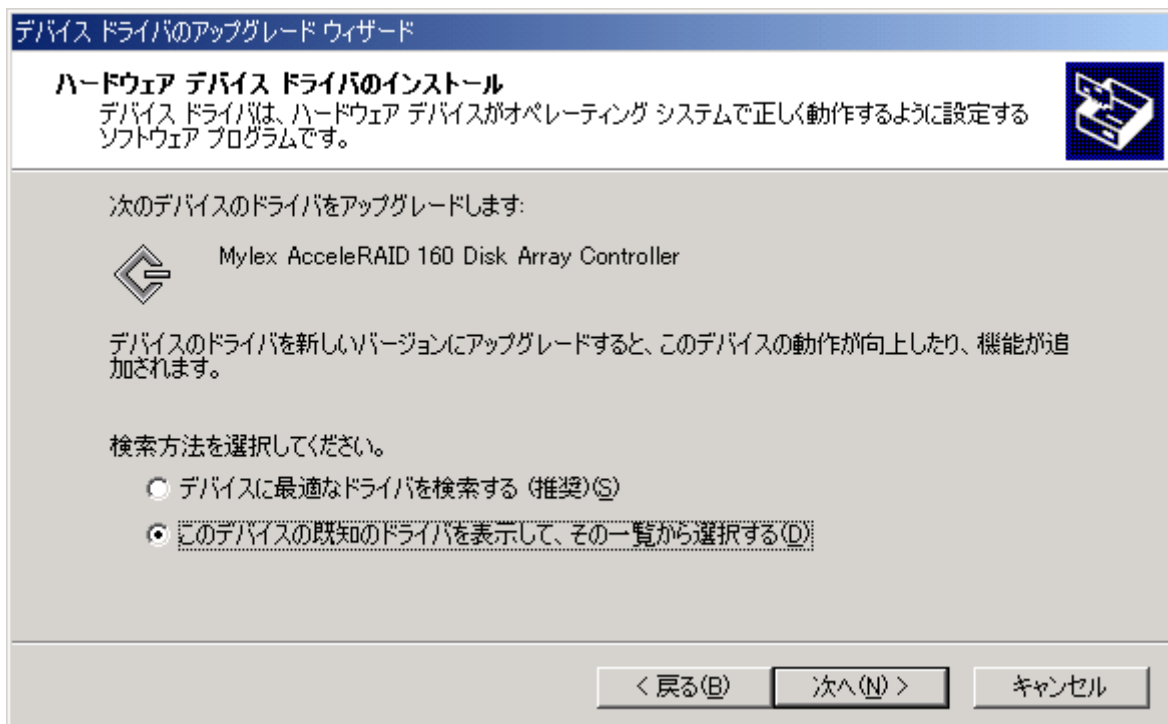 デバイス ドライバのアップグレード ウィザード
ハードウェア デバイス ドライバのインストール
デバイス ドライバは、ハードウェア デバイスがオペレーティング システムで正しく動作するように設定する
ソフトウェア プログラムです。
次のデバイスのドライバをアップグレードします:
Mylex AcceleRAID 160 Disk Array Controller
デバイスのドライバを新しいバージョンにアップグレードすると、このデバイスの動作が向上したり、機能が追
加されます。
検索方法を選択してください。
デバイスに最適なドライバを検索する (推奨)(S)
このデバイスの既知のドライバを表示して、その一覧から選択する(D)
< 戻る(B) 次へ(N) > キャンセル